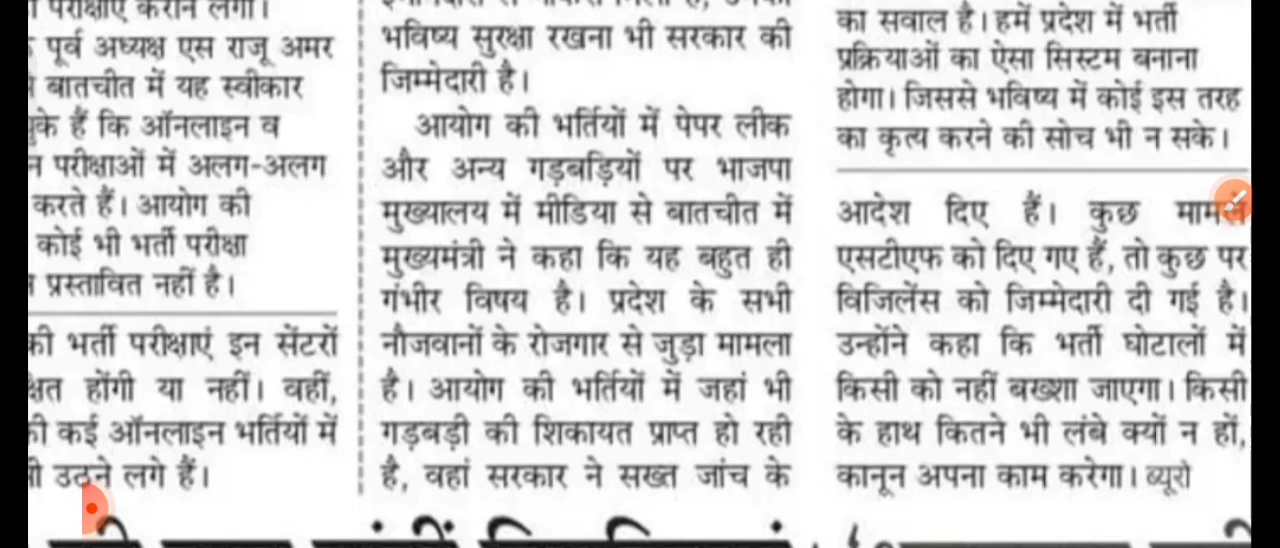 परीक्षाएं कराने लगी।
पूर्व अध्यक्ष एस राजू अमर
बातचीत में यह स्वीकार
चुके हैं कि ऑनलाइन व
परीक्षाओं में अलग-अलग
करते हैं। आयोग की
कोई भी भर्ती परीक्षा
प्रस्तावित नहीं है।
की भर्ती परीक्षाएं इन सेंटरों
होंगी या नहीं। वहीं,
की कई ऑनलाइन भर्तियों में
उठने लगे हैं।
भविष्य सुरक्षा रखना भी सरकार की
जिम्मेदारी है।
आयोग की भर्तियों में पेपर लीक
और अन्य गड़बड़ियों पर भाजपा
मुख्यालय में मीडिया से बातचीत में
मुख्यमंत्री ने कहा कि यह बहुत ही
गंभीर विषय है। प्रदेश के सभी
नौजवानों के रोजगार से जुड़ा मामला
है। आयोग की भर्तियों में जहां भी
गड़बड़ी की शिकायत प्राप्त हो रही
है, वहां सरकार ने सख्त जांच के
का सवाल है। हमें प्रदेश में भर्ती
प्रक्रियाओं का ऐसा सिस्टम बनाना
होगा। जिससे भविष्य में कोई इस तरह
का कृत्य करने की सोच भी न सके।
आदेश दिए हैं। कुछ मामले
एसटीएफ को दिए गए हैं, तो कुछ पर
विजिलेंस को जिम्मेदारी दी गई है।
उन्होंने कहा कि भर्ती घोटालों में
किसी को नहीं बख्शा जाएगा। किसी
के हाथ कितने भी लंबे क्यों न हों,
कानून अपना काम करेगा। ब्यूरो